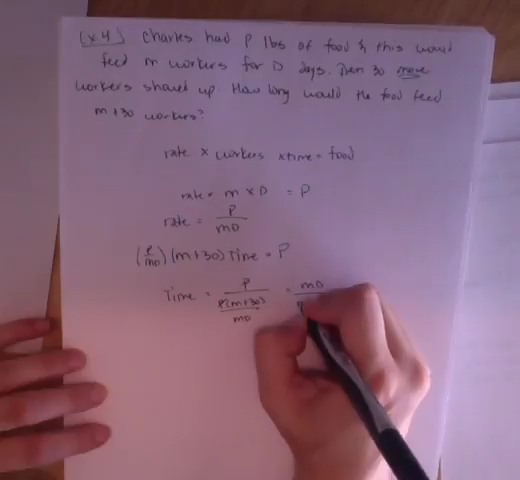 (x4) Charles had P lbs of food & this would
feed m workers for D days. Then 30 more
workers showed up. How long would the food feed
m+30 workers?
rate × workers × time = food
rate • m × D = P
rate = P/mD
(P/mD)(m+30) Time = P
Time = P/(P(m+30)/mD) = mD